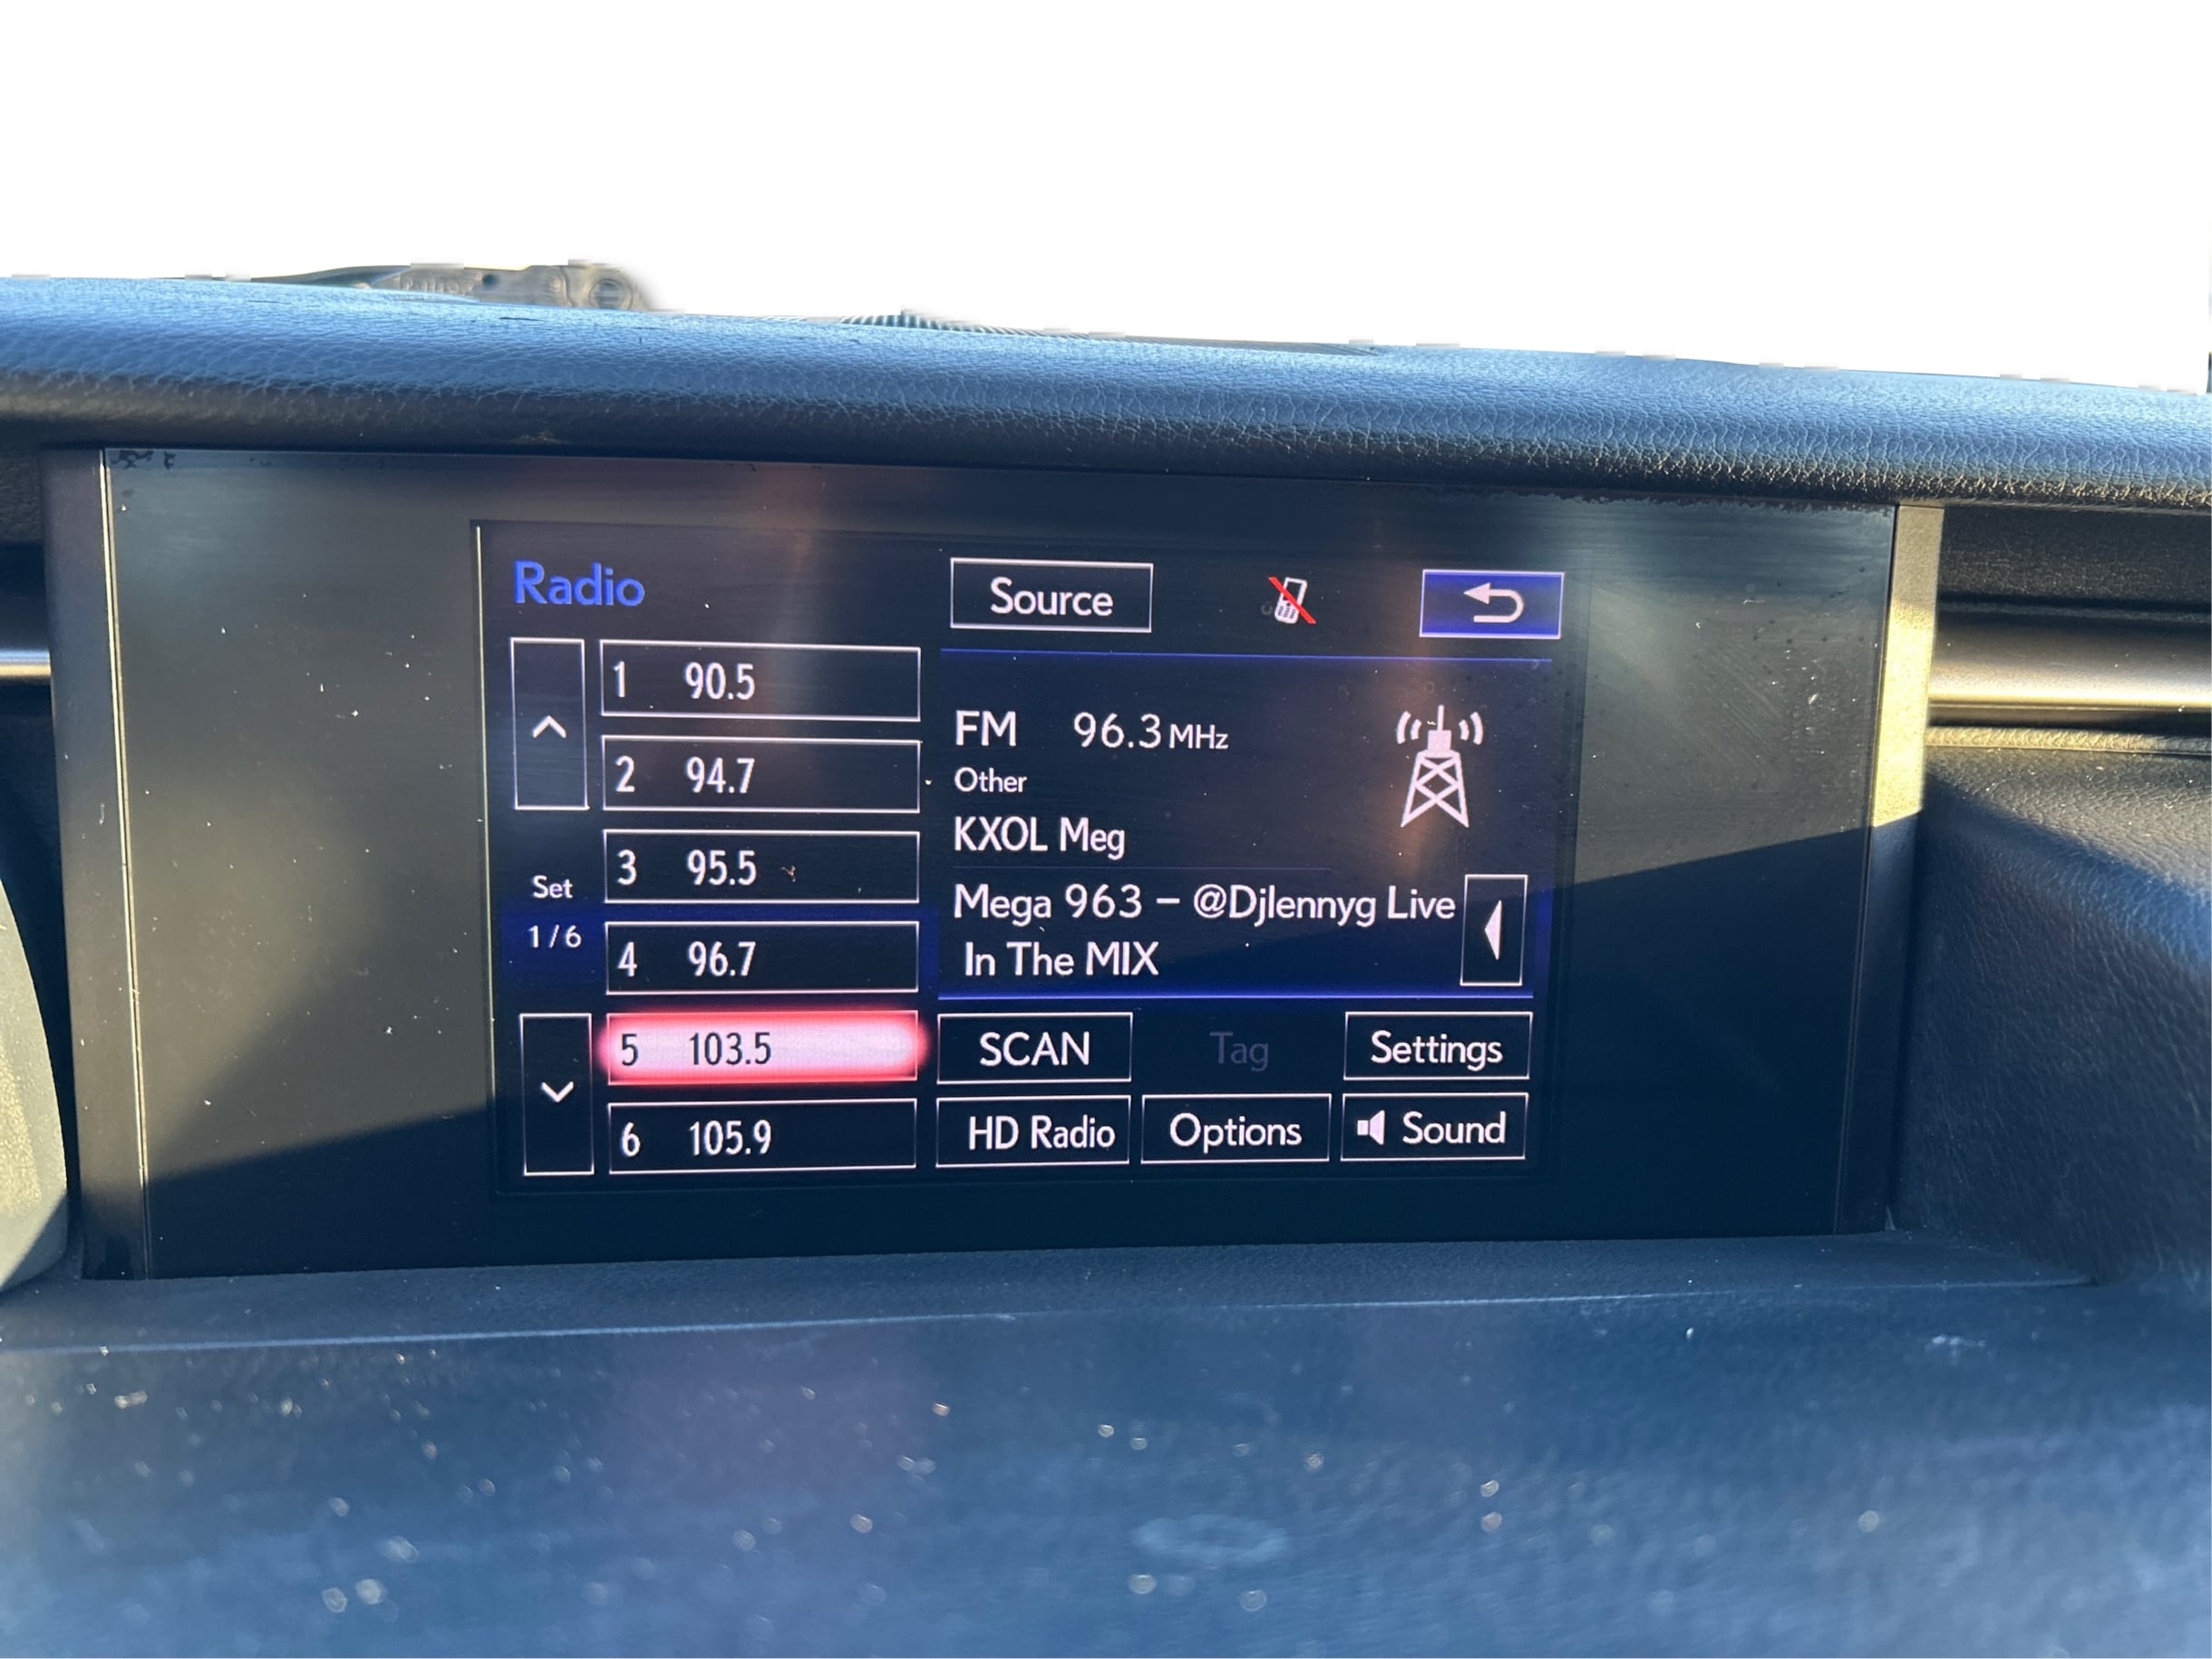 Radio
Source
1 90.5
2 94.7
3 95.5
4 96.7
5 103.5
6 105.9
Set
1/6
FM 96.3 MHz
Other
KXOL Meg
Mega 963 – @Djlennyg Live
In The MIX
SCAN Tag Settings
HD Radio Options Sound